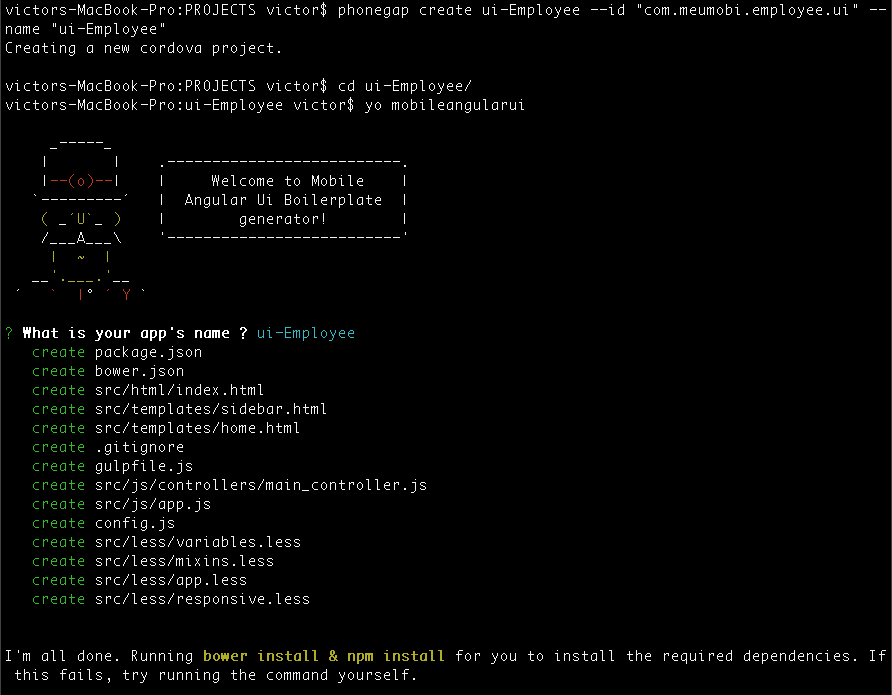 victors-MacBook-Pro:PROJECTS victor$ phonegap create ui-Employee --id "com.meumobi.employee.ui" --
name "ui-Employee"
Creating a new cordova project.
victors-MacBook-Pro:PROJECTS victor$ cd ui-Employee/
victors-MacBook-Pro:ui-Employee victor$ yo mobileangularui
     _-----_
    |       |    .--------------------------.
    |--(o)--|    |     Welcome to Mobile    |
   `---------´   |  Angular Ui Boilerplate  |
    ( _´U`_ )    |        generator!        |
    /___A___\    '--------------------------'
     |  ~  |
   __'.___.'__
 ´   `  |° ´ Y `
? What is your app's name ? ui-Employee
   create package.json
   create bower.json
   create src/html/index.html
   create src/templates/sidebar.html
   create src/templates/home.html
   create .gitignore
   create gulpfile.js
   create src/js/controllers/main_controller.js
   create src/js/app.js
   create config.js
   create src/less/variables.less
   create src/less/mixins.less
   create src/less/app.less
   create src/less/responsive.less
I'm all done. Running bower install & npm install for you to install the required dependencies. If
 this fails, try running the command yourself.